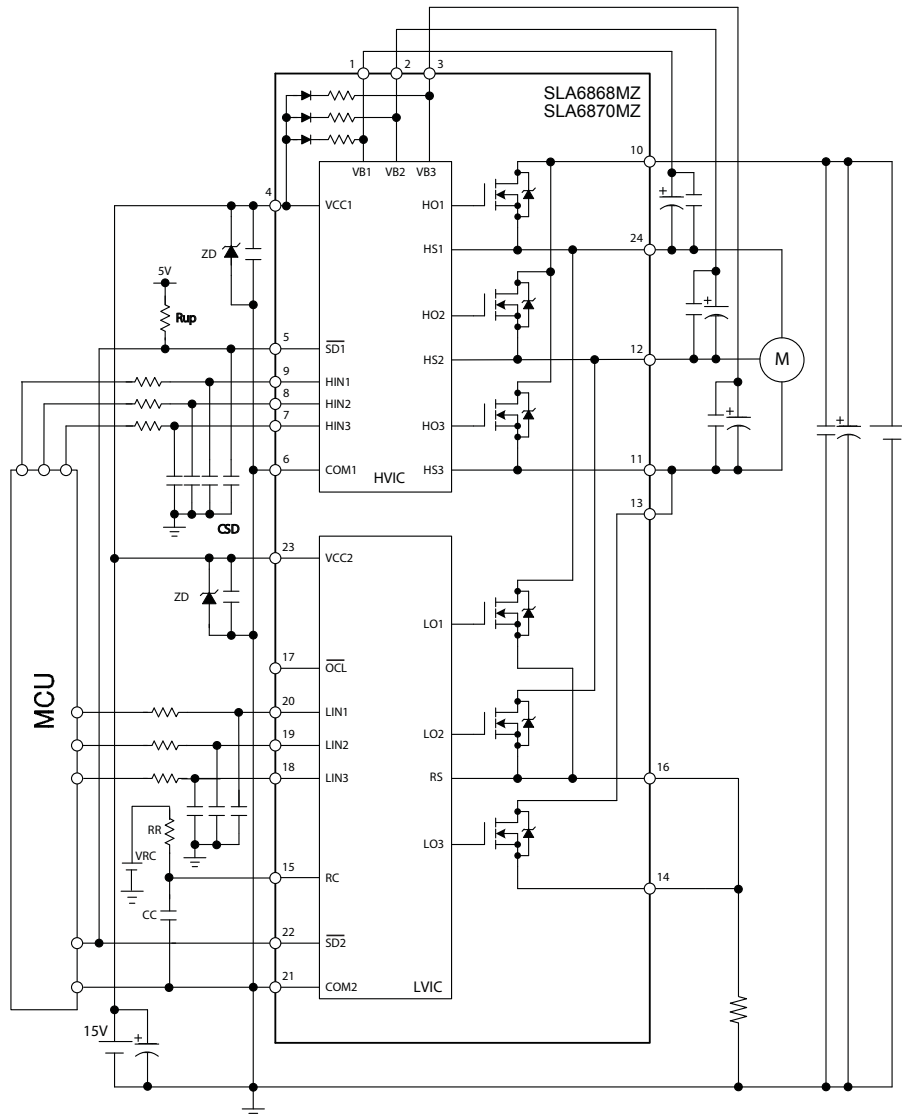 1
2
3
SLA6868MZ
SLA6870MZ
10
VB1
VB2
VB3
4
VCC1
HO1
ZD
24
HS1
5V
Rup
HO2
5
SD1
HS2
12
M
9
HIN1
8
HIN2
7
HIN3
HO3
6
COM1
HVIC
HS3
11
13
CSD
23
VCC2
ZD
LO1
17
OCL
MCU
20
LIN1
19
LIN2
LO2
18
LIN3
RS
16
RR
VRC
LO3
15
RC
14
CC
22
SD2
21
COM2
LVIC
15V